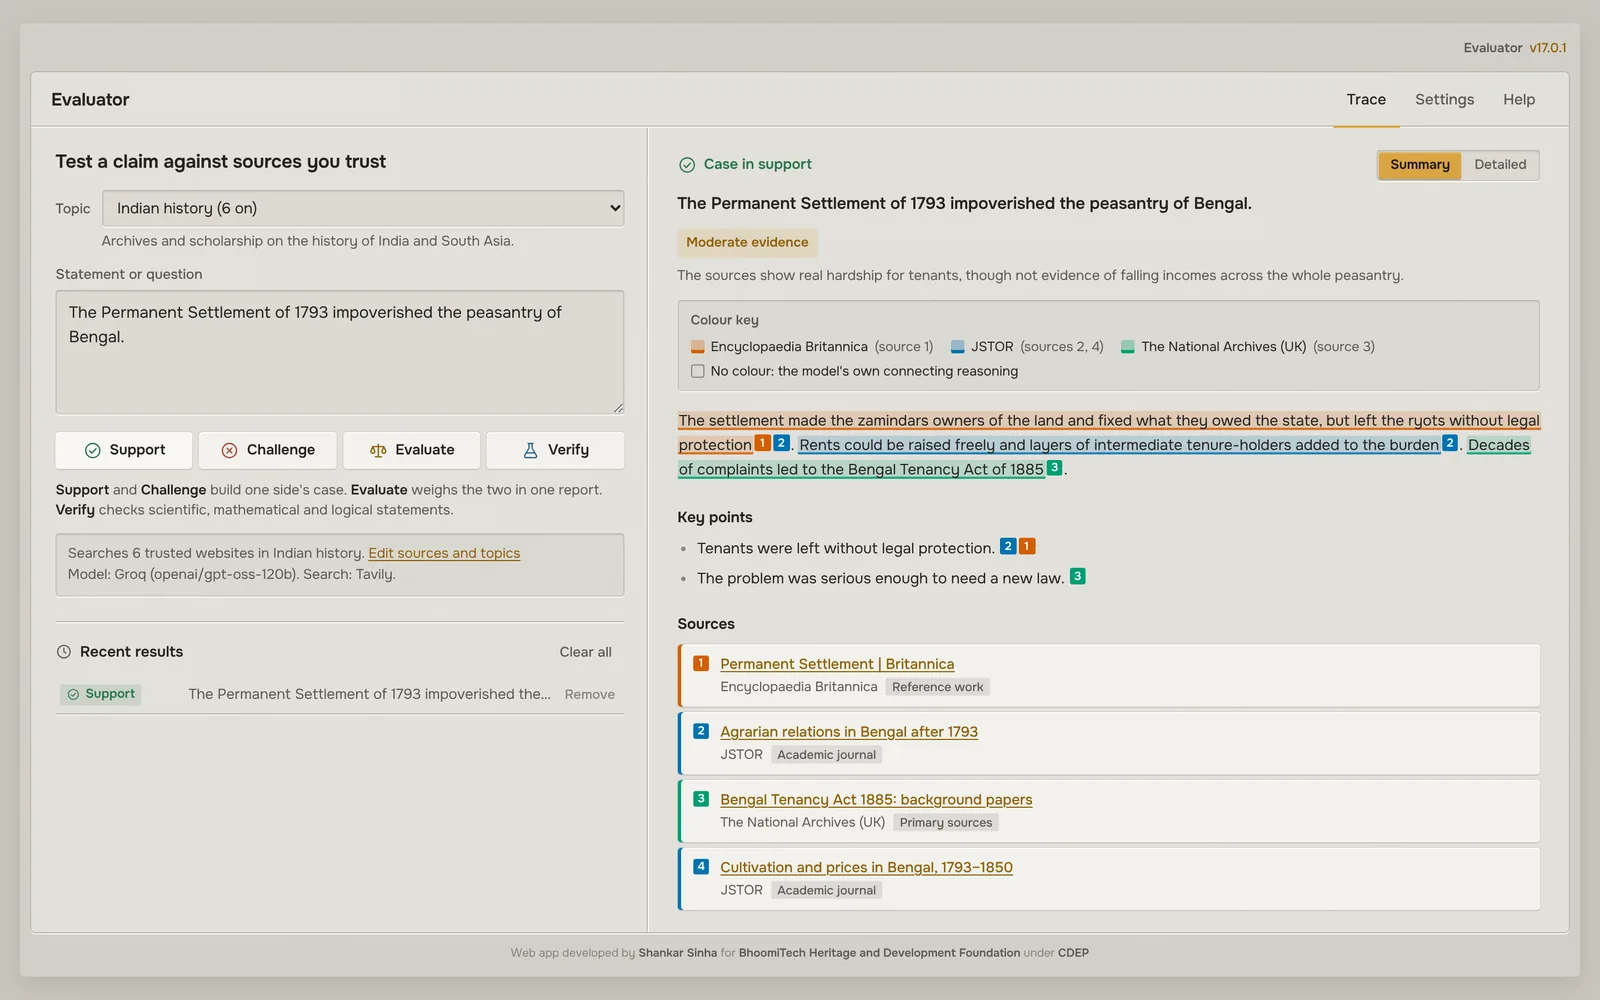 Evaluator v17.0.1
Evaluator
Trace
Settings
Help
Test a claim against sources you trust
Topic
Indian history (6 on)
Archives and scholarship on the history of India and South Asia.
Statement or question
The Permanent Settlement of 1793 impoverished the peasantry of
Bengal.
Support
Challenge
Evaluate
Verify
Support and Challenge build one side's case. Evaluate weighs the two in one report.
Verify checks scientific, mathematical and logical statements.
Searches 6 trusted websites in Indian history. Edit sources and topics
Model: Groq (openai/gpt-oss-120b). Search: Tavily.
Recent results
Clear all
Support
The Permanent Settlement of 1793 impoverished the...
Remove
Case in support
Summary
Detailed
The Permanent Settlement of 1793 impoverished the peasantry of Bengal.
Moderate evidence
The sources show real hardship for tenants, though not evidence of falling incomes across the whole peasantry.
Colour key
Encyclopaedia Britannica (source 1)
JSTOR (sources 2, 4)
The National Archives (UK) (source 3)
No colour: the model's own connecting reasoning
The settlement made the zamindars owners of the land and fixed what they owed the state, but left the ryots without legal
protection 1 2 . Rents could be raised freely and layers of intermediate tenure-holders added to the burden 2 . Decades
of complaints led to the Bengal Tenancy Act of 1885 3 .
Key points
Tenants were left without legal protection. 2 1
The problem was serious enough to need a new law. 3
Sources
1 Permanent Settlement | Britannica
Encyclopaedia Britannica Reference work
2 Agrarian relations in Bengal after 1793
JSTOR Academic journal
3 Bengal Tenancy Act 1885: background papers
The National Archives (UK) Primary sources
4 Cultivation and prices in Bengal, 1793–1850
JSTOR Academic journal
Web app developed by Shankar Sinha for BhoomiTech Heritage and Development Foundation under CDEP